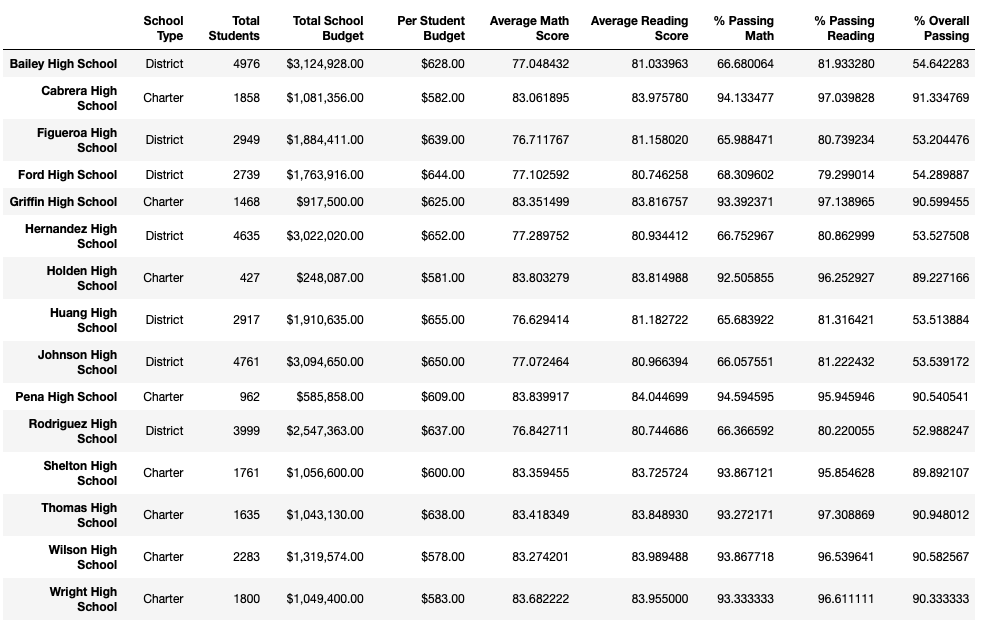 School Type Total Students Total School Budget Per Student Budget Average Math Score Average Reading Score % Passing Math % Passing Reading % Overall Passing
Bailey High School District 4976 $3,124,928.00 $628.00 77.048432 81.033963 66.680064 81.933280 54.642283
Cabrera High School Charter 1858 $1,081,356.00 $582.00 83.061895 83.975780 94.133477 97.039828 91.334769
Figueroa High School District 2949 $1,884,411.00 $639.00 76.711767 81.158020 65.988471 80.739234 53.204476
Ford High School District 2739 $1,763,916.00 $644.00 77.102592 80.746258 68.309602 79.299014 54.289887
Griffin High School Charter 1468 $917,500.00 $625.00 83.351499 83.816757 93.392371 97.138965 90.599455
Hernandez High School District 4635 $3,022,020.00 $652.00 77.289752 80.934412 66.752967 80.862999 53.527508
Holden High School Charter 427 $248,087.00 $581.00 83.803279 83.814988 92.505855 96.252927 89.227166
Huang High School District 2917 $1,910,635.00 $655.00 76.629414 81.182722 65.683922 81.316421 53.513884
Johnson High School District 4761 $3,094,650.00 $650.00 77.072464 80.966394 66.057551 81.222432 53.539172
Pena High School Charter 962 $585,858.00 $609.00 83.839917 84.044699 94.594595 95.945946 90.540541
Rodriguez High School District 3999 $2,547,363.00 $637.00 76.842711 80.744686 66.366592 80.220055 52.988247
Shelton High School Charter 1761 $1,056,600.00 $600.00 83.359455 83.725724 93.867121 95.854628 89.892107
Thomas High School Charter 1635 $1,043,130.00 $638.00 83.418349 83.848930 93.272171 97.308869 90.948012
Wilson High School Charter 2283 $1,319,574.00 $578.00 83.274201 83.989488 93.867718 96.539641 90.582567
Wright High School Charter 1800 $1,049,400.00 $583.00 83.682222 83.955000 93.333333 96.611111 90.333333